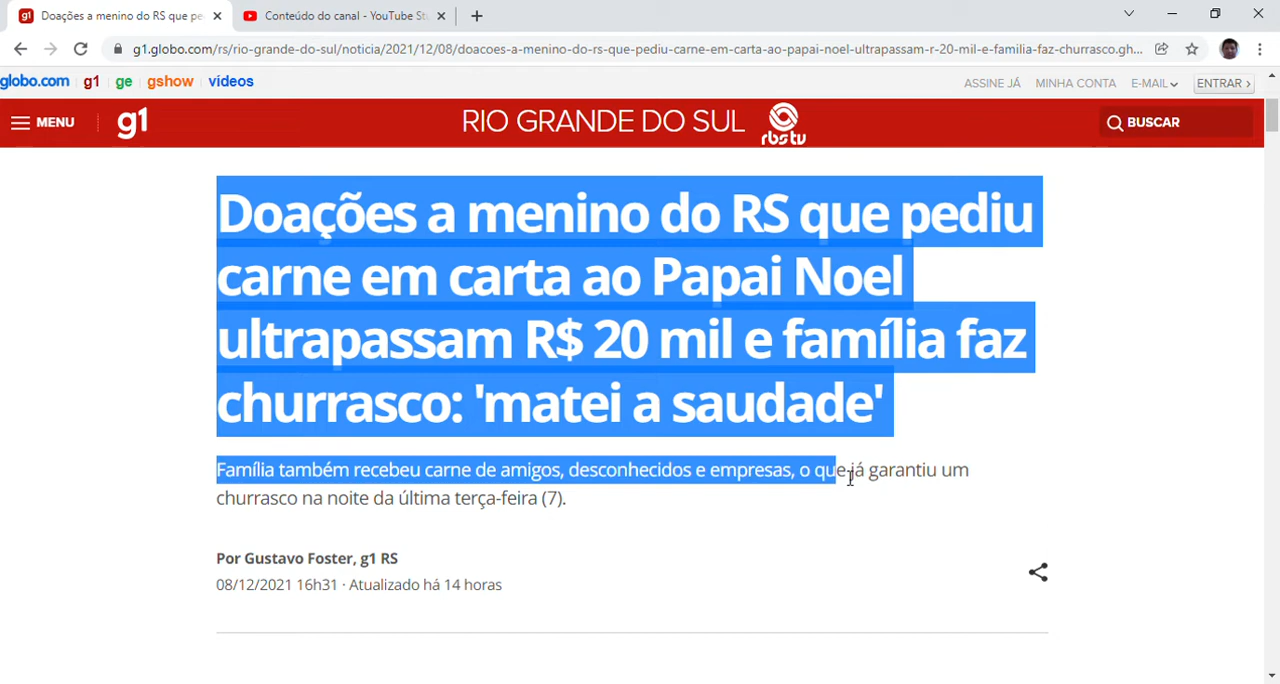 Doações a menino do RS que pe
Conteúdo do canal - YouTube St
g1.globo.com/rs/rio-grande-do-sul/noticia/2021/12/08/doacoes-a-menino-do-rs-que-pediu-carne-em-carta-ao-papai-noel-ultrapassam-r-20-mil-e-familia-faz-churrasco.gh...
globo.com g1 ge gshow vídeos
ASSINE JÁ MINHA CONTA E-MAIL ENTRAR ›
MENU g1 RIO GRANDE DO SUL rbs tv BUSCAR
Doações a menino do RS que pediu
carne em carta ao Papai Noel
ultrapassam R$ 20 mil e família faz
churrasco: 'matei a saudade'
Família também recebeu carne de amigos, desconhecidos e empresas, o que já garantiu um
churrasco na noite da última terça-feira (7).
Por Gustavo Foster, g1 RS
08/12/2021 16h31 · Atualizado há 14 horas